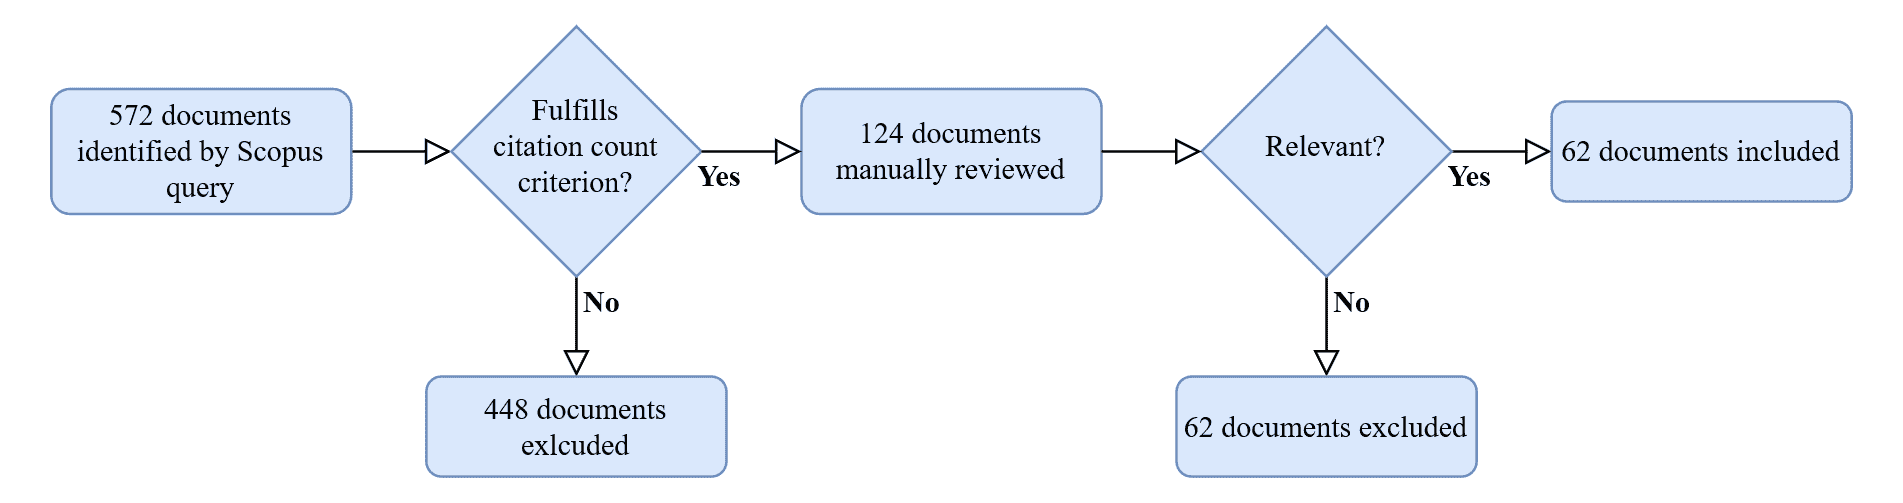 572 documents
identified by Scopus
query
Fulfills
citation count
criterion?
Yes
No
448 documents
exlcuded
124 documents
manually reviewed
Relevant?
Yes
No
62 documents excluded
62 documents included